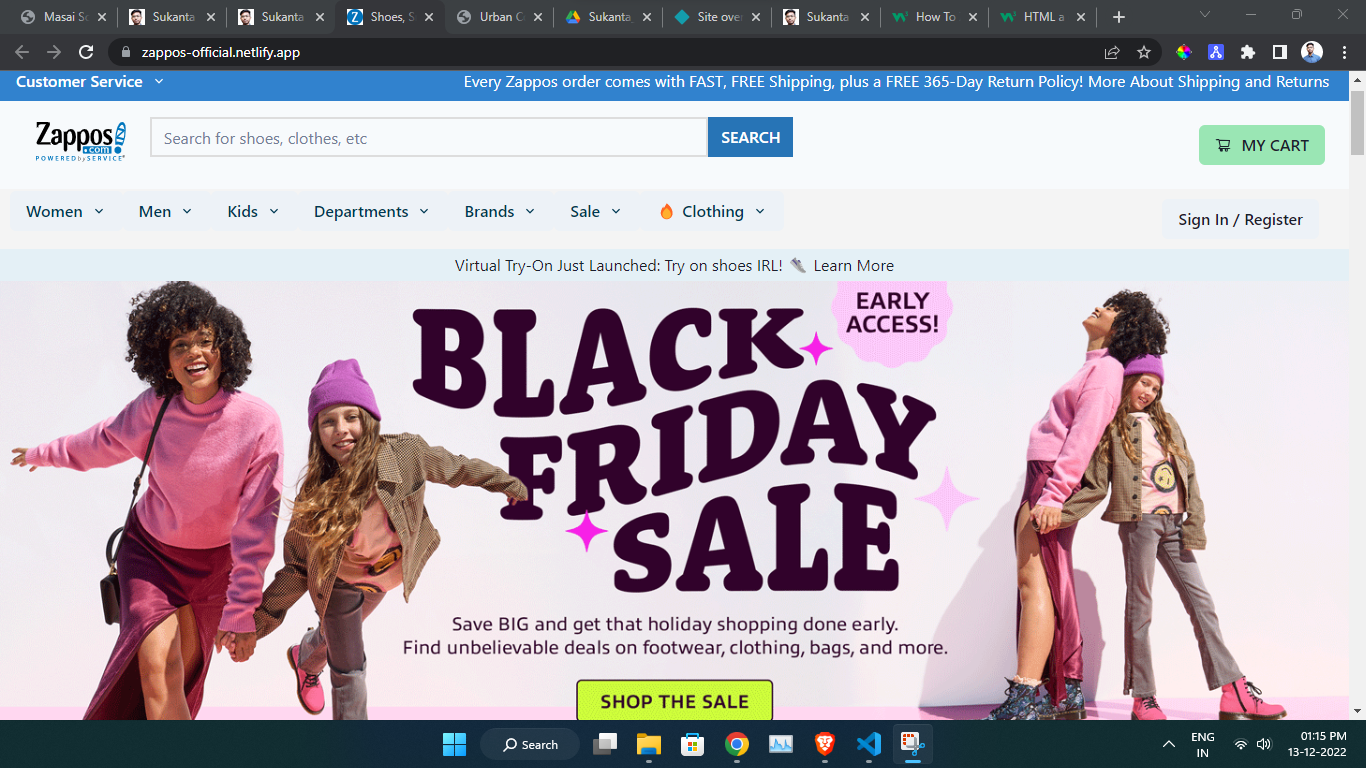 Masai Sc
Sukanta
Sukanta
Shoes, S
Urban C
Sukanta_
Site over
Sukanta
How To
HTML a
zappos-official.netlify.app
Customer Service
Every Zappos order comes with FAST, FREE Shipping, plus a FREE 365-Day Return Policy! More About Shipping and Returns
Zappos!
.com
POWERED by SERVICE
Search for shoes, clothes, etc
SEARCH
MY CART
Women
Men
Kids
Departments
Brands
Sale
Clothing
Sign In / Register
Virtual Try-On Just Launched: Try on shoes IRL! 👟 Learn More
EARLY
ACCESS!
BLACK
FRIDAY
SALE
Save BIG and get that holiday shopping done early.
Find unbelievable deals on footwear, clothing, bags, and more.
SHOP THE SALE
Search
ENG
IN
01:15 PM
13-12-2022